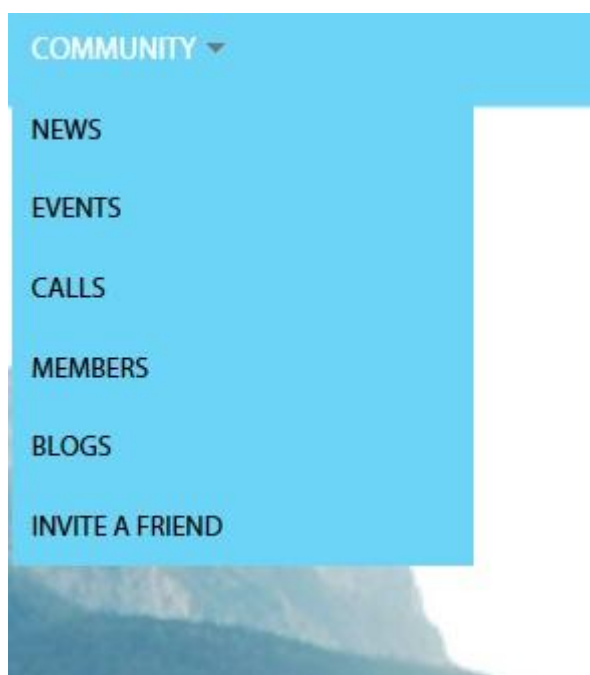 COMMUNITY
NEWS
EVENTS
CALLS
MEMBERS
BLOGS
INVITE A FRIEND